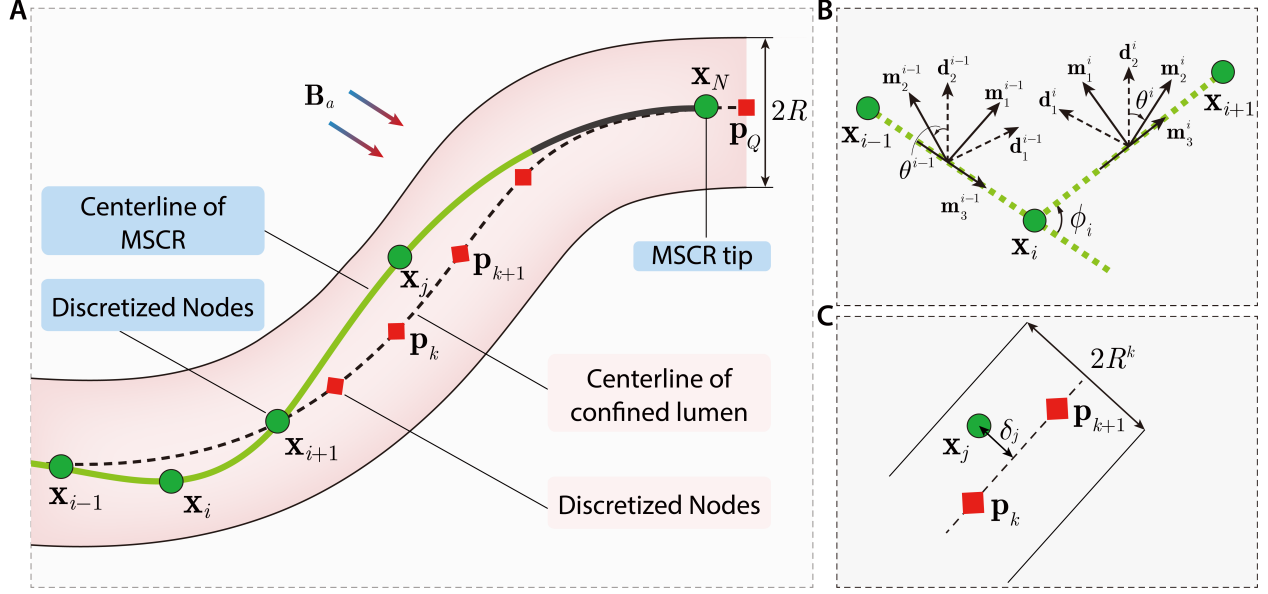 A
B_a
x_N
2R
p_Q
Centerline of
MSCR
x_j
p_{k+1}
MSCR tip
Discretized Nodes
p_k
Centerline of
confined lumen
x_{i+1}
x_{i-1}
x_i
Discretized Nodes
B
m_2^{i-1}
d_2^{i-1}
m_1^{i-1}
d_1^{i-1}
m_3^{i-1}
θ^{i-1}
x_{i-1}
m_1^i
d_2^i
m_2^i
d_1^i
θ^i
m_3^i
x_{i+1}
x_i
ϕ_i
C
2R^k
p_{k+1}
x_j
δ_j
p_k